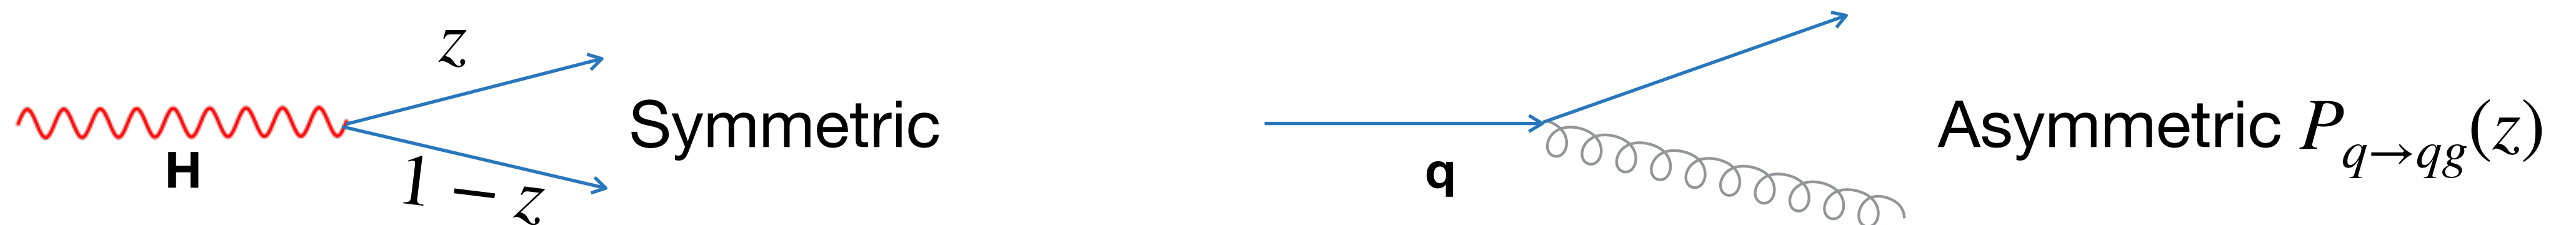 z
H
1 − z
Symmetric
q
Asymmetric P_{q→qg}(z)